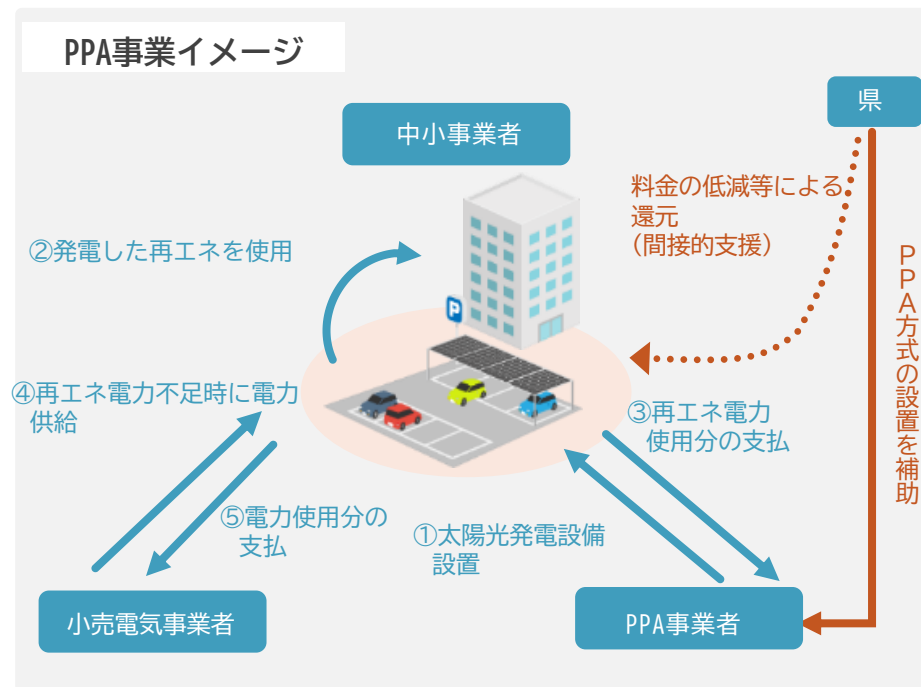 PPA事業イメージ
県
中小事業者
料金の低減等による
還元
(間接的支援)
②発電した再エネを使用
PPA方式の設置を補助
P
④再エネ電力不足時に電力
供給
③再エネ電力
使用分の支払
⑤電力使用分の
支払
①太陽光発電設備
設置
小売電気事業者
PPA事業者